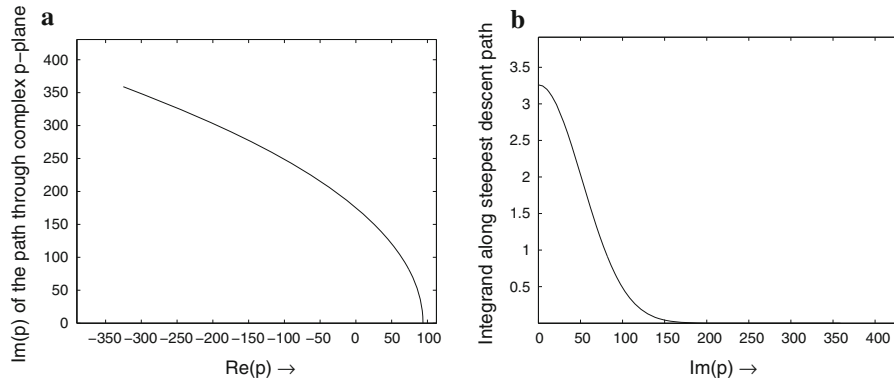 a
Im(p) of the path through complex p−plane
400
350
300
250
200
150
100
50
0
−350 −300 −250 −200 −150 −100 −50 0 50 100
Re(p) →
b
Integrand along steepest descent path
3.5
3
2.5
2
1.5
1
0.5
0 50 100 150 200 250 300 350 400
Im(p) →